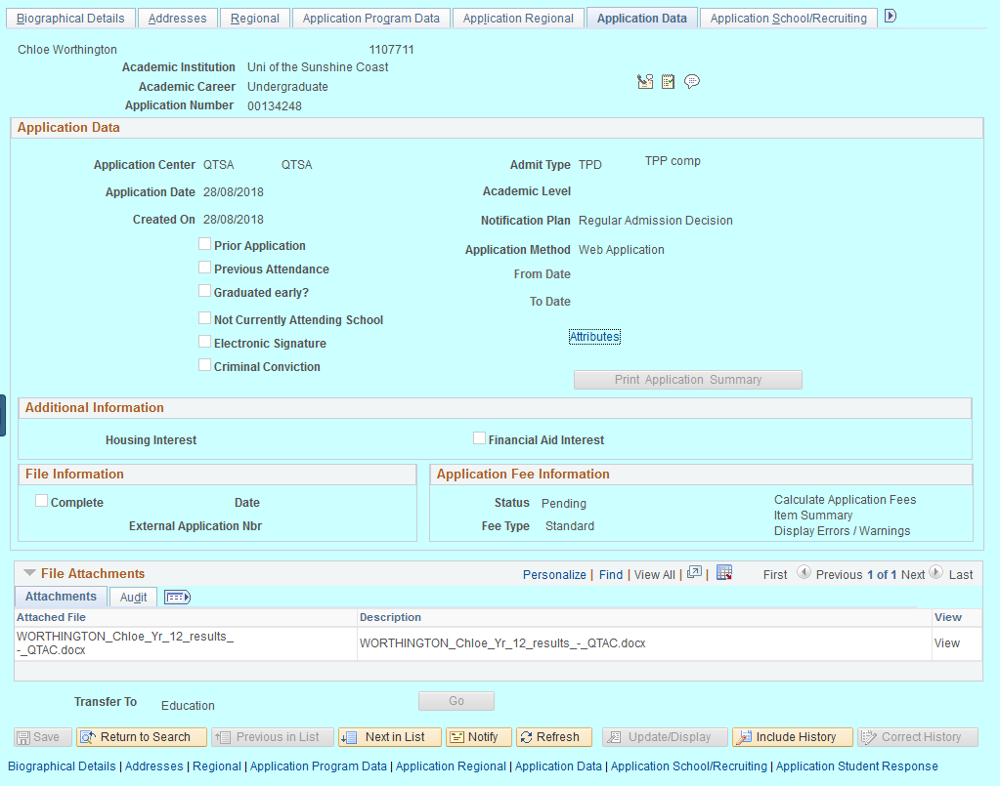 Biographical Details Addresses Regional Application Program Data Application Regional Application Data Application School/Recruiting
Chloe Worthington 1107711
Academic Institution Uni of the Sunshine Coast
Academic Career Undergraduate
Application Number 00134248
Application Data
Application Center QTSA QTSA Admit Type TPD TPP comp
Application Date 28/08/2018 Academic Level
Created On 28/08/2018 Notification Plan Regular Admission Decision
Prior Application Application Method Web Application
Previous Attendance From Date
Graduated early? To Date
Not Currently Attending School
Electronic Signature Attributes
Criminal Conviction
Print Application Summary
Additional Information
Housing Interest Financial Aid Interest
File Information Application Fee Information
Complete Date Status Pending Calculate Application Fees
Item Summary
External Application Nbr Fee Type Standard Display Errors / Warnings
File Attachments Personalize | Find | View All | | First Previous 1 of 1 Next Last
Attachments Audit
Attached File Description View
WORTHINGTON_Chloe_Yr_12_results_
-_QTAC.docx WORTHINGTON_Chloe_Yr_12_results_-_QTAC.docx View
Transfer To Education Go
Save Return to Search Previous in List Next in List Notify Refresh Update/Display Include History Correct History
Biographical Details | Addresses | Regional | Application Program Data | Application Regional | Application Data | Application School/Recruiting | Application Student Response